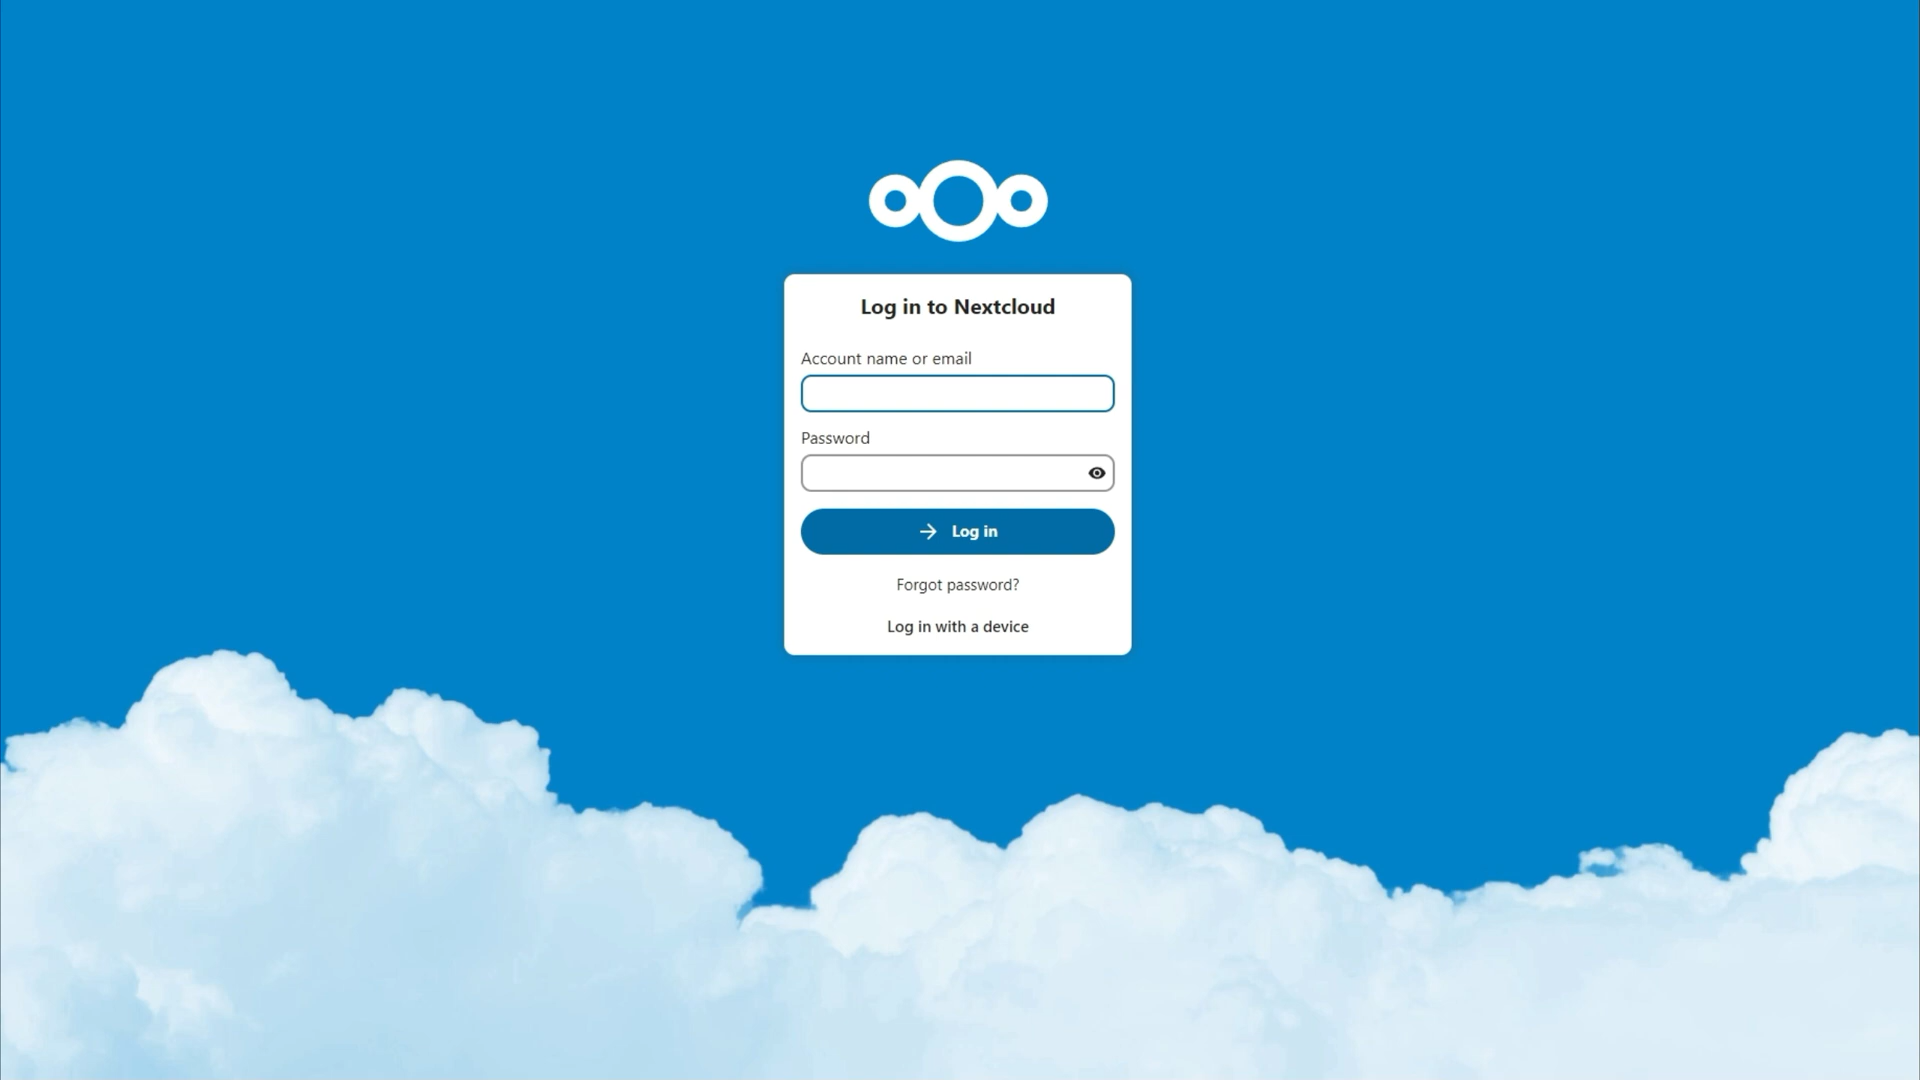 Log in to Nextcloud
Account name or email
Password
Log in
Forgot password?
Log in with a device